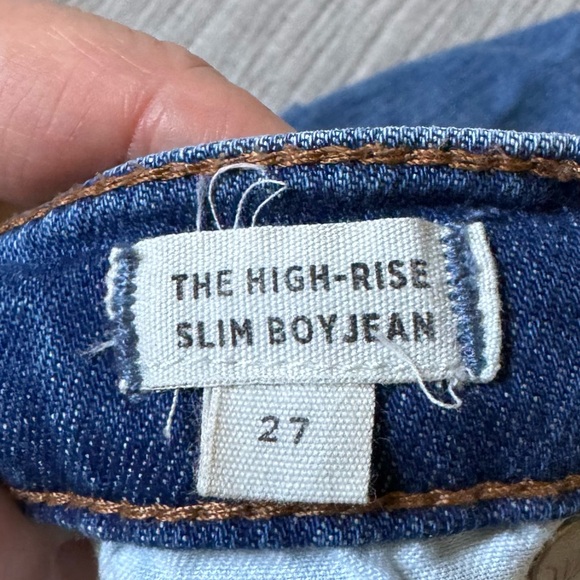 THE HIGH-RISE
SLIM BOYJEAN
27